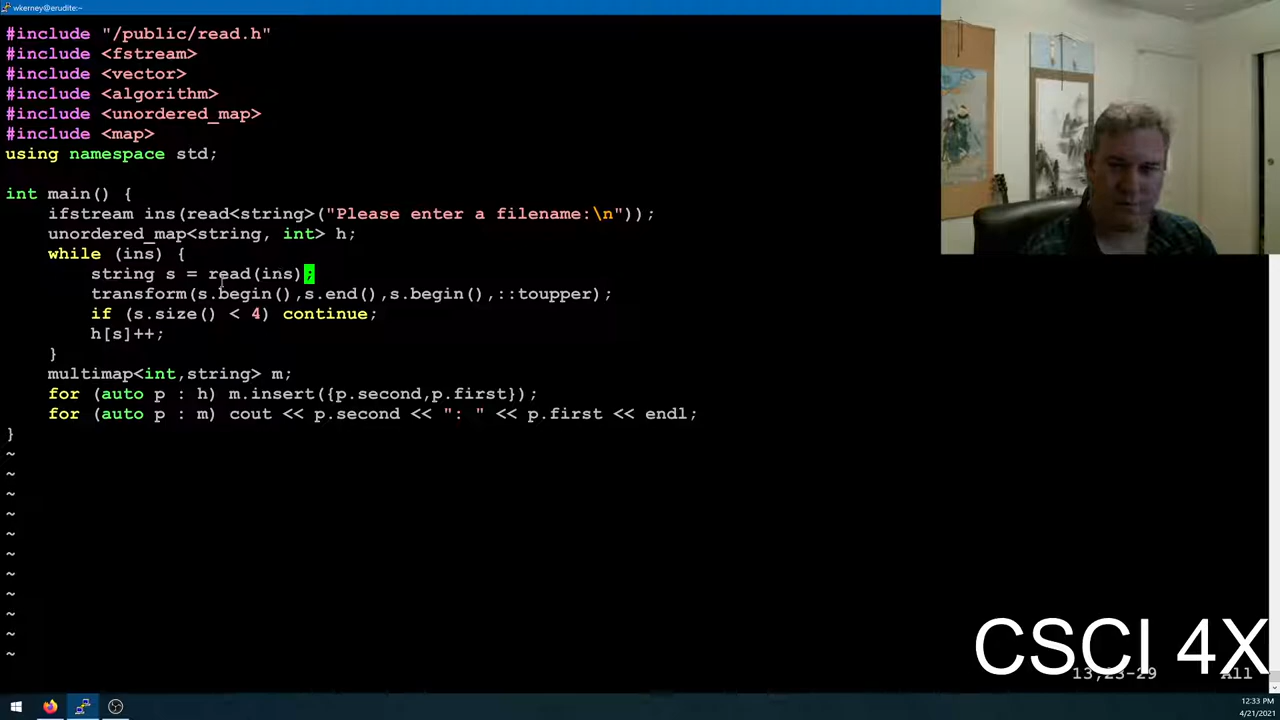 wkerney@erudite:~
#include "/public/read.h"
#include <fstream>
#include <vector>
#include <algorithm>
#include <unordered_map>
#include <map>
using namespace std;
int main() {
ifstream ins(read<string>("Please enter a filename:\n"));
unordered_map<string, int> h;
while (ins) {
string s = read(ins);
transform(s.begin(),s.end(),s.begin(),::toupper);
if (s.size() < 4) continue;
h[s]++;
}
multimap<int,string> m;
for (auto p : h) m.insert({p.second,p.first});
for (auto p : m) cout << p.second << ": " << p.first << endl;
}
~
~
~
~
~
~
~
~
~
~
~
CSCI 4X
13,23-29 All
12:33 PM
4/21/2021